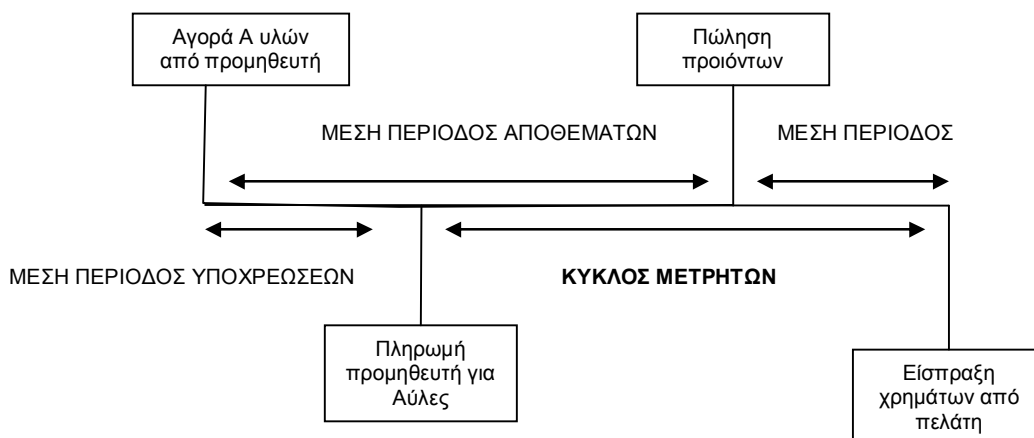 Αγορά Α υλών
από προμηθευτή
Πώληση
προιόντων
ΜΕΣΗ ΠΕΡΙΟΔΟΣ ΑΠΟΘΕΜΑΤΩΝ
ΜΕΣΗ ΠΕΡΙΟΔΟΣ
ΜΕΣΗ ΠΕΡΙΟΔΟΣ ΥΠΟΧΡΕΩΣΕΩΝ
ΚΥΚΛΟΣ ΜΕΤΡΗΤΩΝ
Πληρωμή
προμηθευτή για
Αύλες
Είσπραξη
χρημάτων από
πελάτη